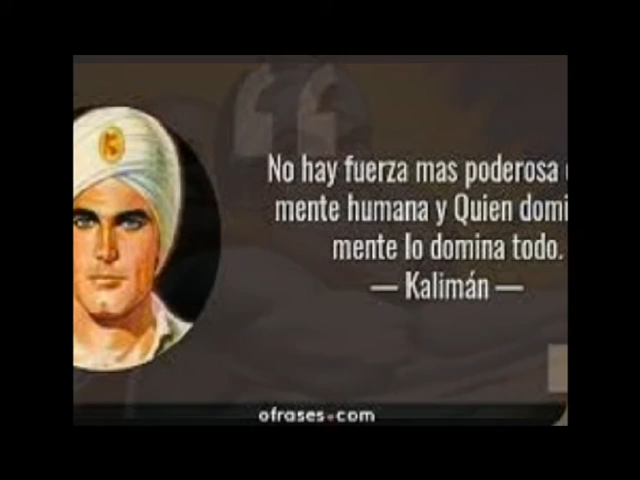 No hay fuerza mas poderosa
mente humana y Quien domi
mente lo domina todo.
— Kalimán —
ofrases.com